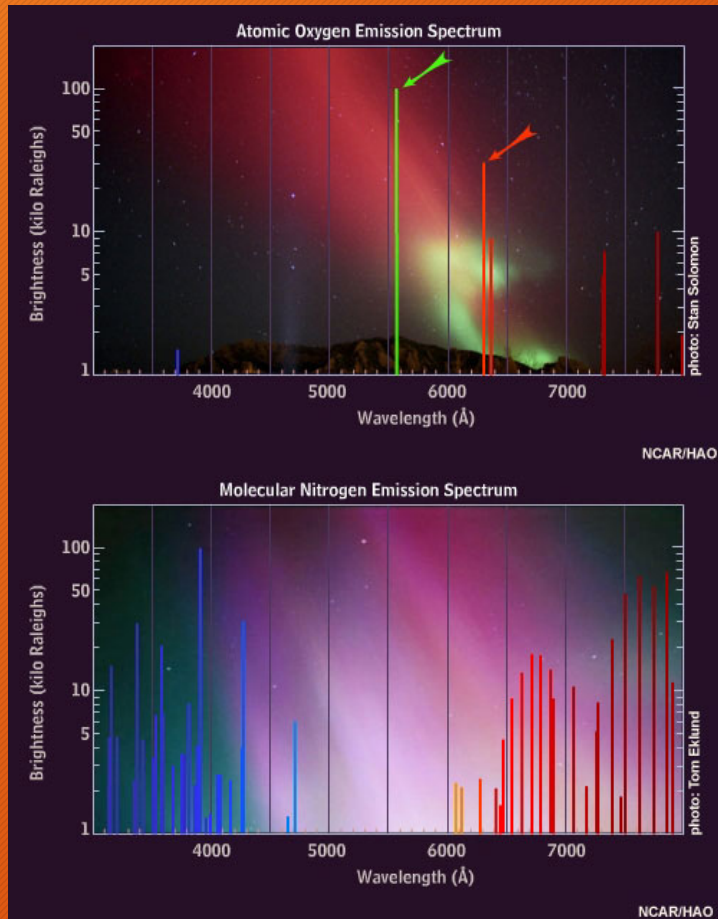 Atomic Oxygen Emission Spectrum
Brightness (kilo Raleighs)
100
50
10
5
1
4000
5000
6000
7000
Wavelength (Å)
photo: Stan Solomon
NCAR/HAO
Molecular Nitrogen Emission Spectrum
Brightness (kilo Raleighs)
100
50
10
5
1
4000
5000
6000
7000
Wavelength (Å)
photo: Tom Eklund
NCAR/HAO